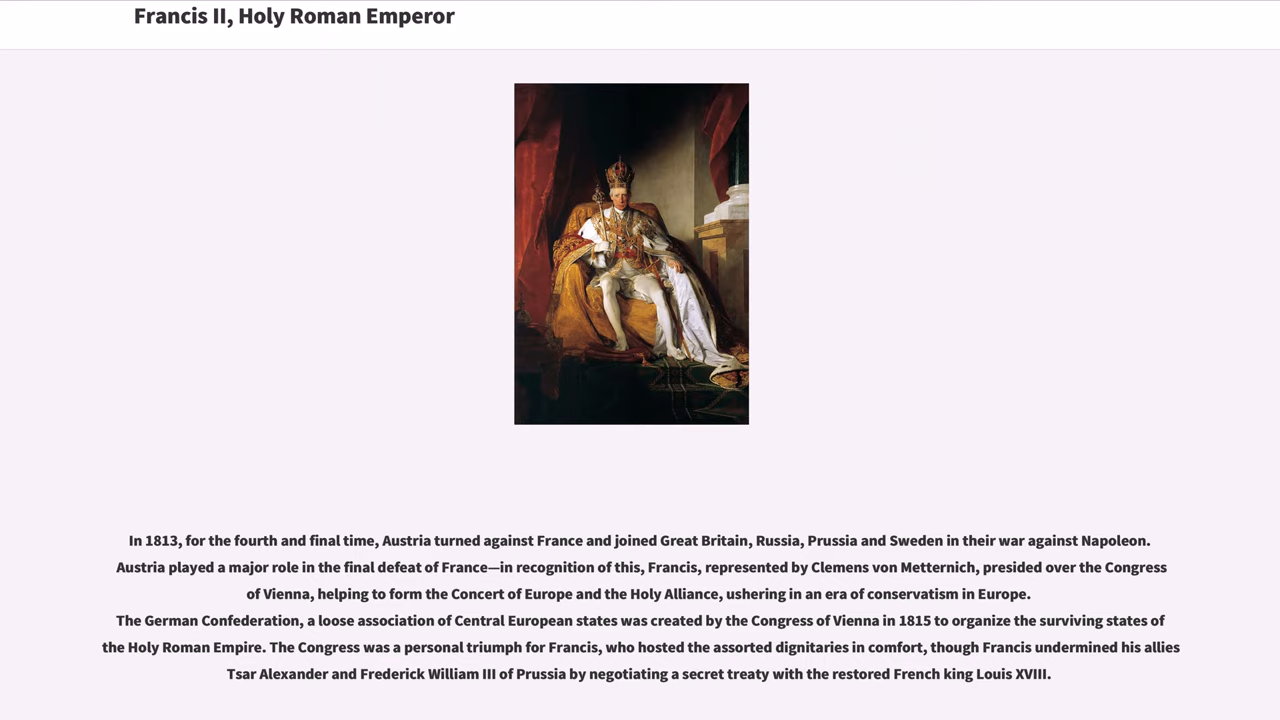 Francis II, Holy Roman Emperor
In 1813, for the fourth and final time, Austria turned against France and joined Great Britain, Russia, Prussia and Sweden in their war against Napoleon.
Austria played a major role in the final defeat of France—in recognition of this, Francis, represented by Clemens von Metternich, presided over the Congress
of Vienna, helping to form the Concert of Europe and the Holy Alliance, ushering in an era of conservatism in Europe.
The German Confederation, a loose association of Central European states was created by the Congress of Vienna in 1815 to organize the surviving states of
the Holy Roman Empire. The Congress was a personal triumph for Francis, who hosted the assorted dignitaries in comfort, though Francis undermined his allies
Tsar Alexander and Frederick William III of Prussia by negotiating a secret treaty with the restored French king Louis XVIII.